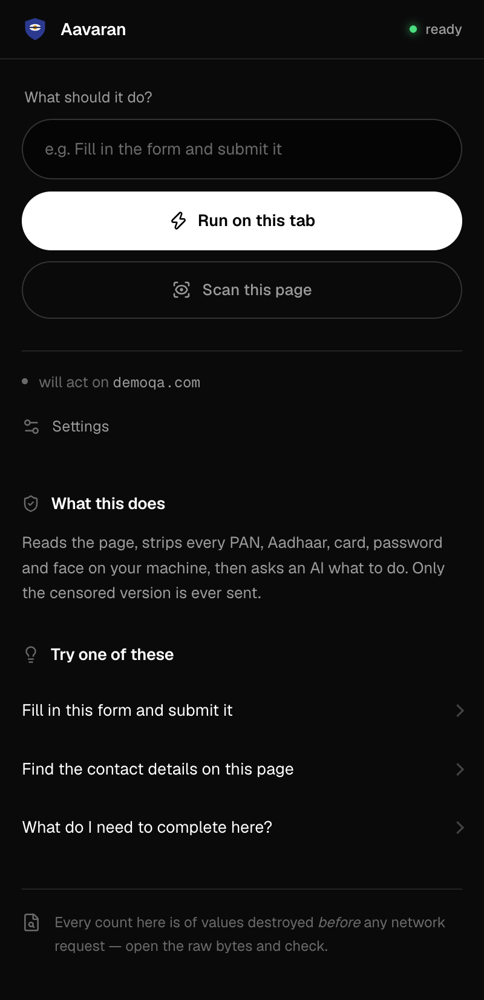 Aavaran
ready
What should it do?
e.g. Fill in the form and submit it
Run on this tab
Scan this page
will act on demoqa.com
Settings
What this does
Reads the page, strips every PAN, Aadhaar, card, password
and face on your machine, then asks an AI what to do. Only
the censored version is ever sent.
Try one of these
Fill in this form and submit it
Find the contact details on this page
What do I need to complete here?
Every count here is of values destroyed before any network
request — open the raw bytes and check.